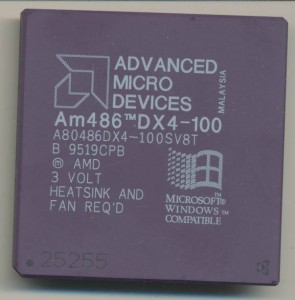 ADVANCED
MICRO
DEVICES
MALAYSIA
Am486™DX4-100
A80486DX4-100SV8T
B 9519CPB
Ⓜ AMD
3 VOLT
HEATSINK AND
FAN REQ'D
MICROSOFT®
WINDOWS™
COMPATIBLE
25255